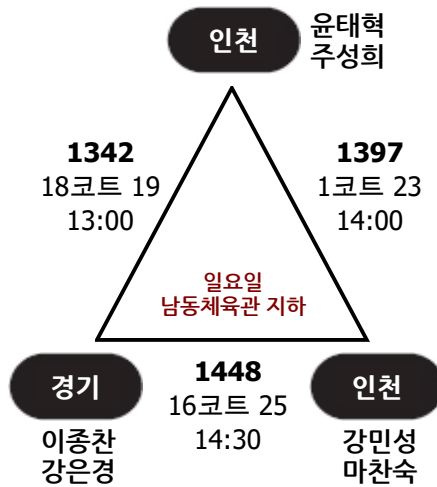 인천
윤태혁
주성희
1342
18코트 19
13:00
1397
1코트 23
14:00
일요일
남동체육관 지하
경기
이종찬
강은경
1448
16코트 25
14:30
인천
강민성
마찬숙